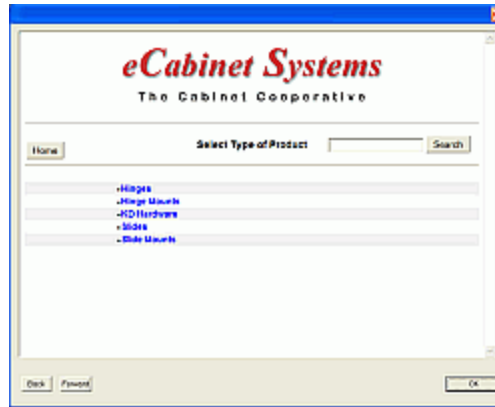 eCabinet Systems
The Cabinet Cooperative
Home
Select Type of Product
Search
Hinges
Hinge Mounts
KD Hardware
Slides
Slide Mounts
Back
Forward
OK